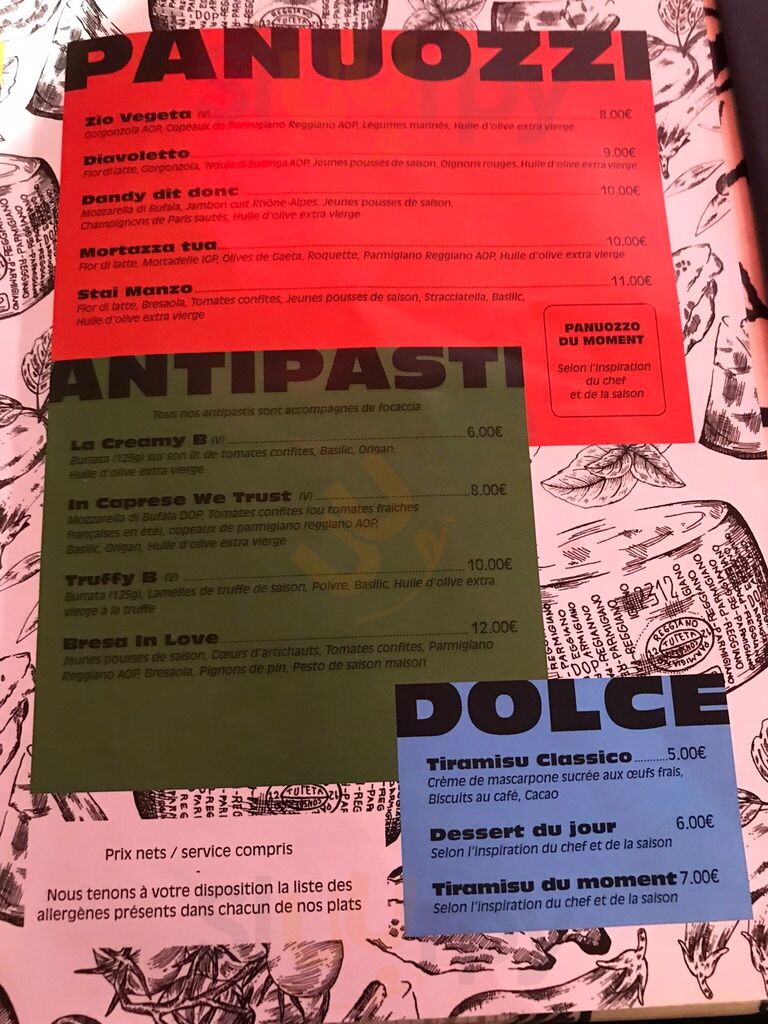 PANUOZZI
Zio Vegeta (V) 8.00€
Gorgonzola AOP, Copeaux de Parmigiano Reggiano AOP, Légumes marinés, Huile d'olive extra vierge
Diavoletto 9.00€
Fior di latte, Gorgonzola, 'Nduja di Spilinga AOP, Jeunes pousses de saison, Oignons rouges, Huile d'olive extra vierge
Dandy dit donc 10.00€
Mozzarella di Bufala, Jambon cuit Rhône-Alpes, Jeunes pousses de saison,
Champignons de Paris sautés, Huile d'olive extra vierge
Mortazza tua 10.00€
Fior di latte, Mortadelle IGP, Olives de Gaeta, Roquette, Parmigiano Reggiano AOP, Huile d'olive extra vierge
Stai Manzo 11.00€
Fior di latte, Bresaola, Tomates confites, Jeunes pousses de saison, Stracciatella, Basilic,
Huile d'olive extra vierge
PANUOZZO
DU MOMENT
Selon l'inspiration
du chef
et de la saison
ANTIPASTI
Tous nos antipastis sont accompagnés de focaccia
La Creamy B (V) 6.00€
Burrata (125g) sur son lit de tomates confites, Basilic, Origan,
Huile d'olive extra vierge
In Caprese We Trust (V) 8.00€
Mozzarella di Bufala DOP, Tomates confites (ou tomates fraîches
françaises en été), copeaux de parmigiano reggiano AOP,
Basilic, Origan, Huile d'olive extra vierge
Truffy B (V) 10.00€
Burrata (125g), Lamelles de truffe de saison, Poivre, Basilic, Huile d'olive extra
vierge à la truffe
Bresa In Love 12.00€
Jeunes pousses de saison, Cœurs d'artichauts, Tomates confites, Parmigiano
Reggiano AOP, Bresaola, Pignons de pin, Pesto de saison maison
DOLCE
Tiramisu Classico 5.00€
Crème de mascarpone sucrée aux œufs frais,
Biscuits au café, Cacao
Dessert du jour 6.00€
Selon l'inspiration du chef et de la saison
Tiramisu du moment 7.00€
Selon l'inspiration du chef et de la saison
Prix nets / service compris
-
Nous tenons à votre disposition la liste des
allergènes présents dans chacun de nos plats